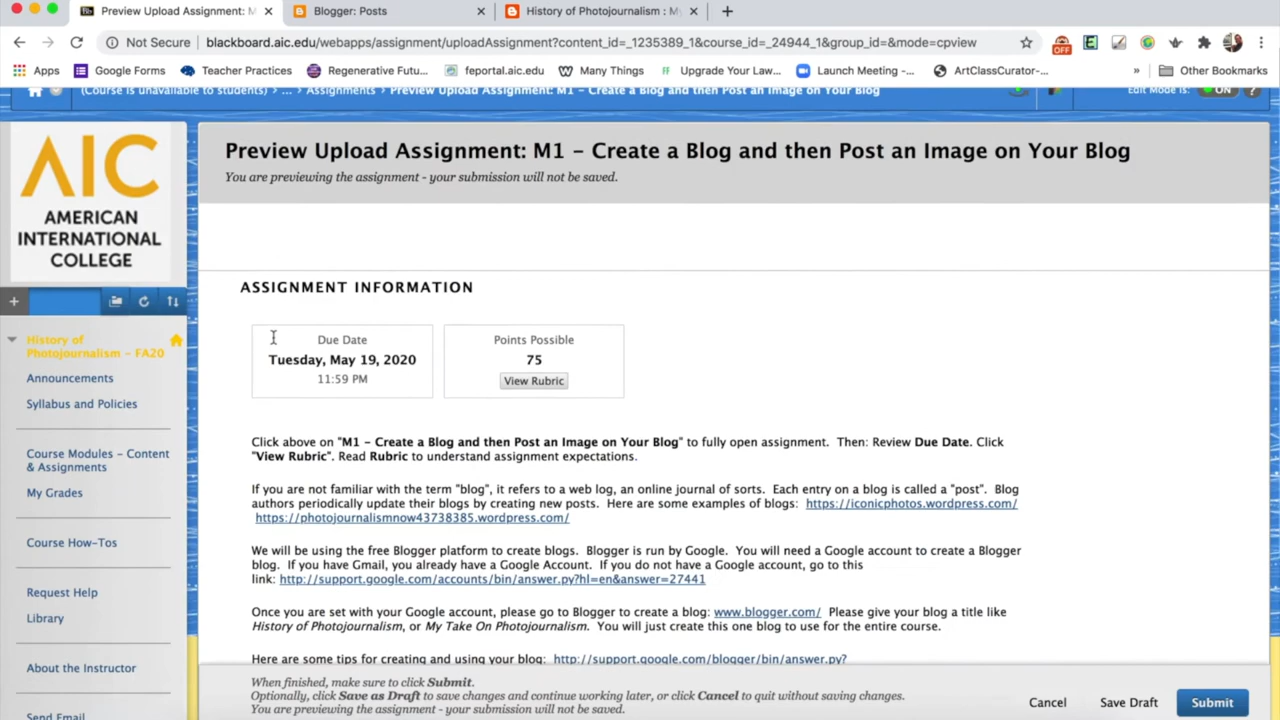 Preview Upload Assignment: M
Blogger: Posts
History of Photojournalism : My
Not Secure
blackboard.aic.edu/webapps/assignment/uploadAssignment?content_id=_1235389_1&course_id=_24944_1&group_id=&mode=cpview
OFF
Apps
Google Forms
Teacher Practices
Regenerative Futu...
feportal.aic.edu
Many Things
Upgrade Your Law...
Launch Meeting -...
ArtClassCurator-...
»
Other Bookmarks
(Course is unavailable to students) > ... > Assignments > Preview Upload Assignment: M1 - Create a Blog and then Post an Image on Your Blog
Edit Mode is: ON ?
AIC
AMERICAN
INTERNATIONAL
COLLEGE
History of
Photojournalism - FA20
Announcements
Syllabus and Policies
Course Modules - Content
& Assignments
My Grades
Course How-Tos
Request Help
Library
About the Instructor
Send Email
Preview Upload Assignment: M1 - Create a Blog and then Post an Image on Your Blog
You are previewing the assignment - your submission will not be saved.
ASSIGNMENT INFORMATION
Due Date
Tuesday, May 19, 2020
11:59 PM
Points Possible
75
View Rubric
Click above on "M1 - Create a Blog and then Post an Image on Your Blog" to fully open assignment. Then: Review Due Date. Click
"View Rubric". Read Rubric to understand assignment expectations.
If you are not familiar with the term "blog", it refers to a web log, an online journal of sorts. Each entry on a blog is called a "post". Blog
authors periodically update their blogs by creating new posts. Here are some examples of blogs: https://iconicphotos.wordpress.com/
https://photojournalismnow43738385.wordpress.com/
We will be using the free Blogger platform to create blogs. Blogger is run by Google. You will need a Google account to create a Blogger
blog. If you have Gmail, you already have a Google Account. If you do not have a Google account, go to this
link: http://support.google.com/accounts/bin/answer.py?hl=en&answer=27441
Once you are set with your Google account, please go to Blogger to create a blog: www.blogger.com/ Please give your blog a title like
History of Photojournalism, or My Take On Photojournalism. You will just create this one blog to use for the entire course.
Here are some tips for creating and using your blog: http://support.google.com/blogger/bin/answer.py?
When finished, make sure to click Submit.
Optionally, click Save as Draft to save changes and continue working later, or click Cancel to quit without saving changes.
You are previewing the assignment - your submission will not be saved.
Cancel
Save Draft
Submit